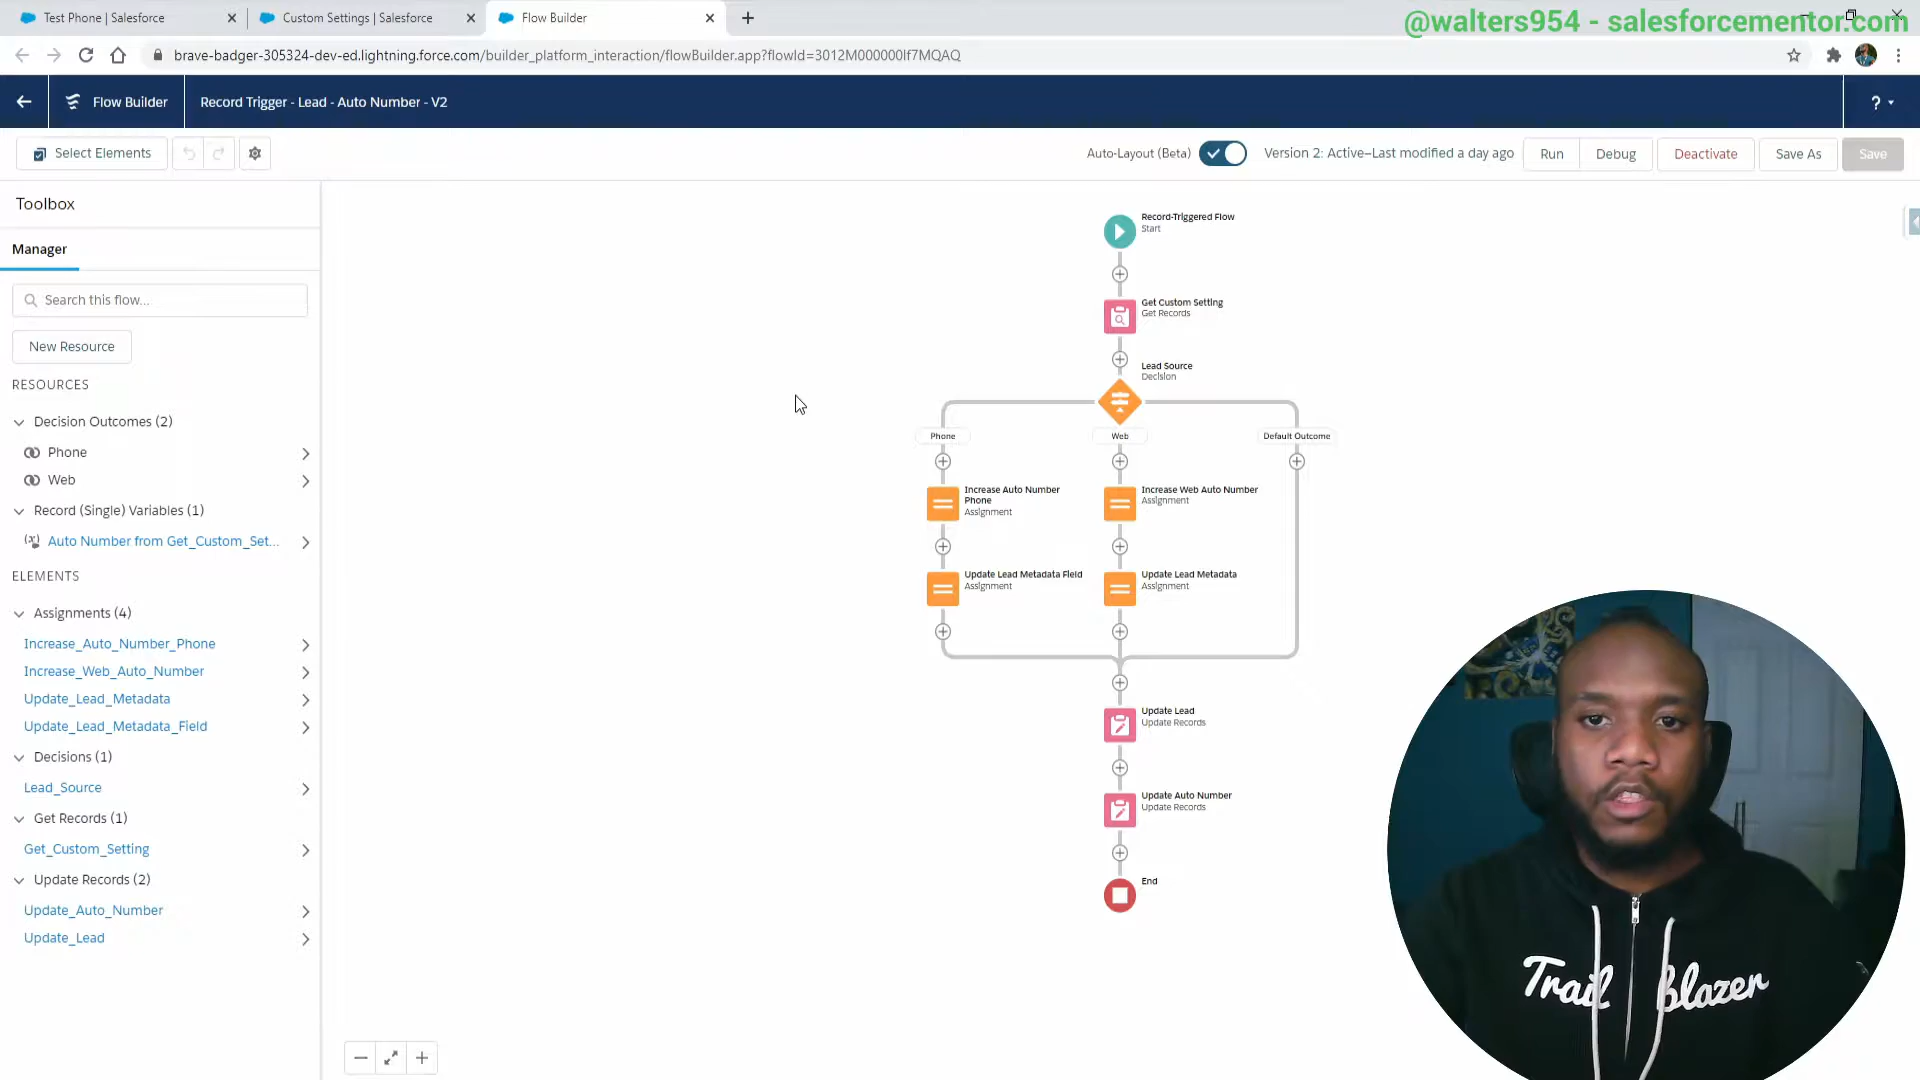 Test Phone | Salesforce
Custom Settings | Salesforce
Flow Builder
@walters954 - salesforcementor.com
brave-badger-305324-dev-ed.lightning.force.com/builder_platform_interaction/flowBuilder.app?flowId=3012M000000lf7MQAQ
Flow Builder
Record Trigger - Lead - Auto Number - V2
?
Select Elements
Auto-Layout (Beta)
Version 2: Active–Last modified a day ago
Run
Debug
Deactivate
Save As
Save
Toolbox
Manager
Search this flow...
New Resource
RESOURCES
Decision Outcomes (2)
Phone
Web
Record (Single) Variables (1)
Auto Number from Get_Custom_Set...
ELEMENTS
Assignments (4)
Increase_Auto_Number_Phone
Increase_Web_Auto_Number
Update_Lead_Metadata
Update_Lead_Metadata_Field
Decisions (1)
Lead_Source
Get Records (1)
Get_Custom_Setting
Update Records (2)
Update_Auto_Number
Update_Lead
Record-Triggered Flow
Start
Get Custom Setting
Get Records
Lead Source
Decision
Phone
Web
Default Outcome
Increase Auto Number
Phone
Assignment
Increase Web Auto Number
Assignment
Update Lead Metadata Field
Assignment
Update Lead Metadata
Assignment
Update Lead
Update Records
Update Auto Number
Update Records
End
Trail blazer